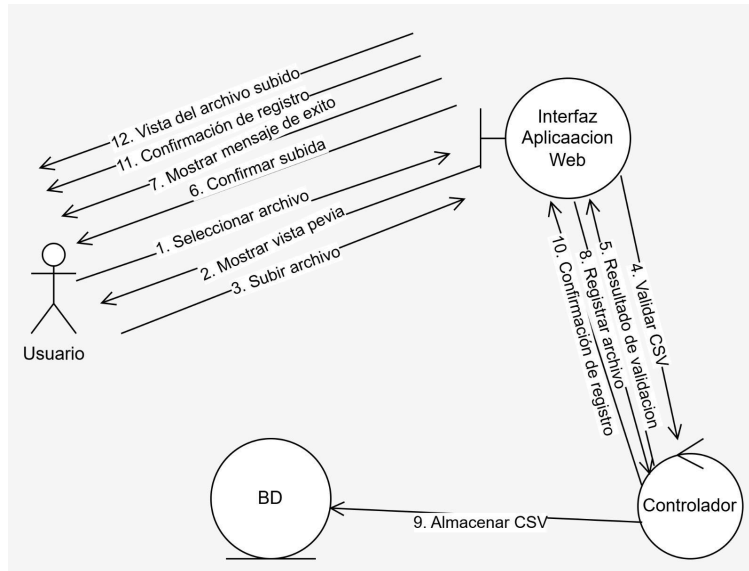 12. Vista del archivo subido
11. Confirmación de registro
7. Mostrar mensaje de exito
6. Confirmar subida
1. Seleccionar archivo
2. Mostrar vista pevia
3. Subir archivo
Usuario
Interfaz
Aplicaacion
Web
10. Confirmación de registro
8. Registrar archivo
5. Resultado de validacion
4. Validar CSV
Controlador
BD
9. Almacenar CSV